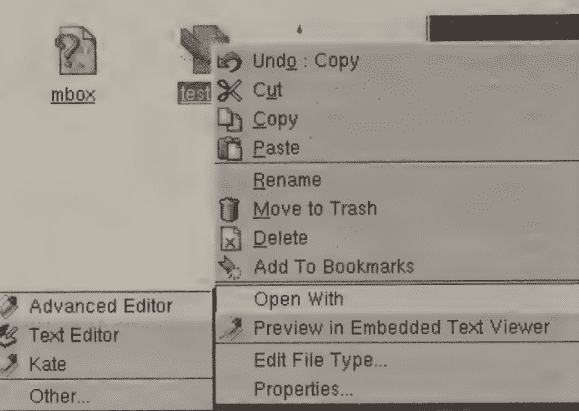 mbox
test
Undo : Copy
Cut
Copy
Paste
Rename
Move to Trash
Delete
Add To Bookmarks
Open With
Preview in Embedded Text Viewer
Edit File Type...
Properties...
Advanced Editor
Text Editor
Kate
Other...